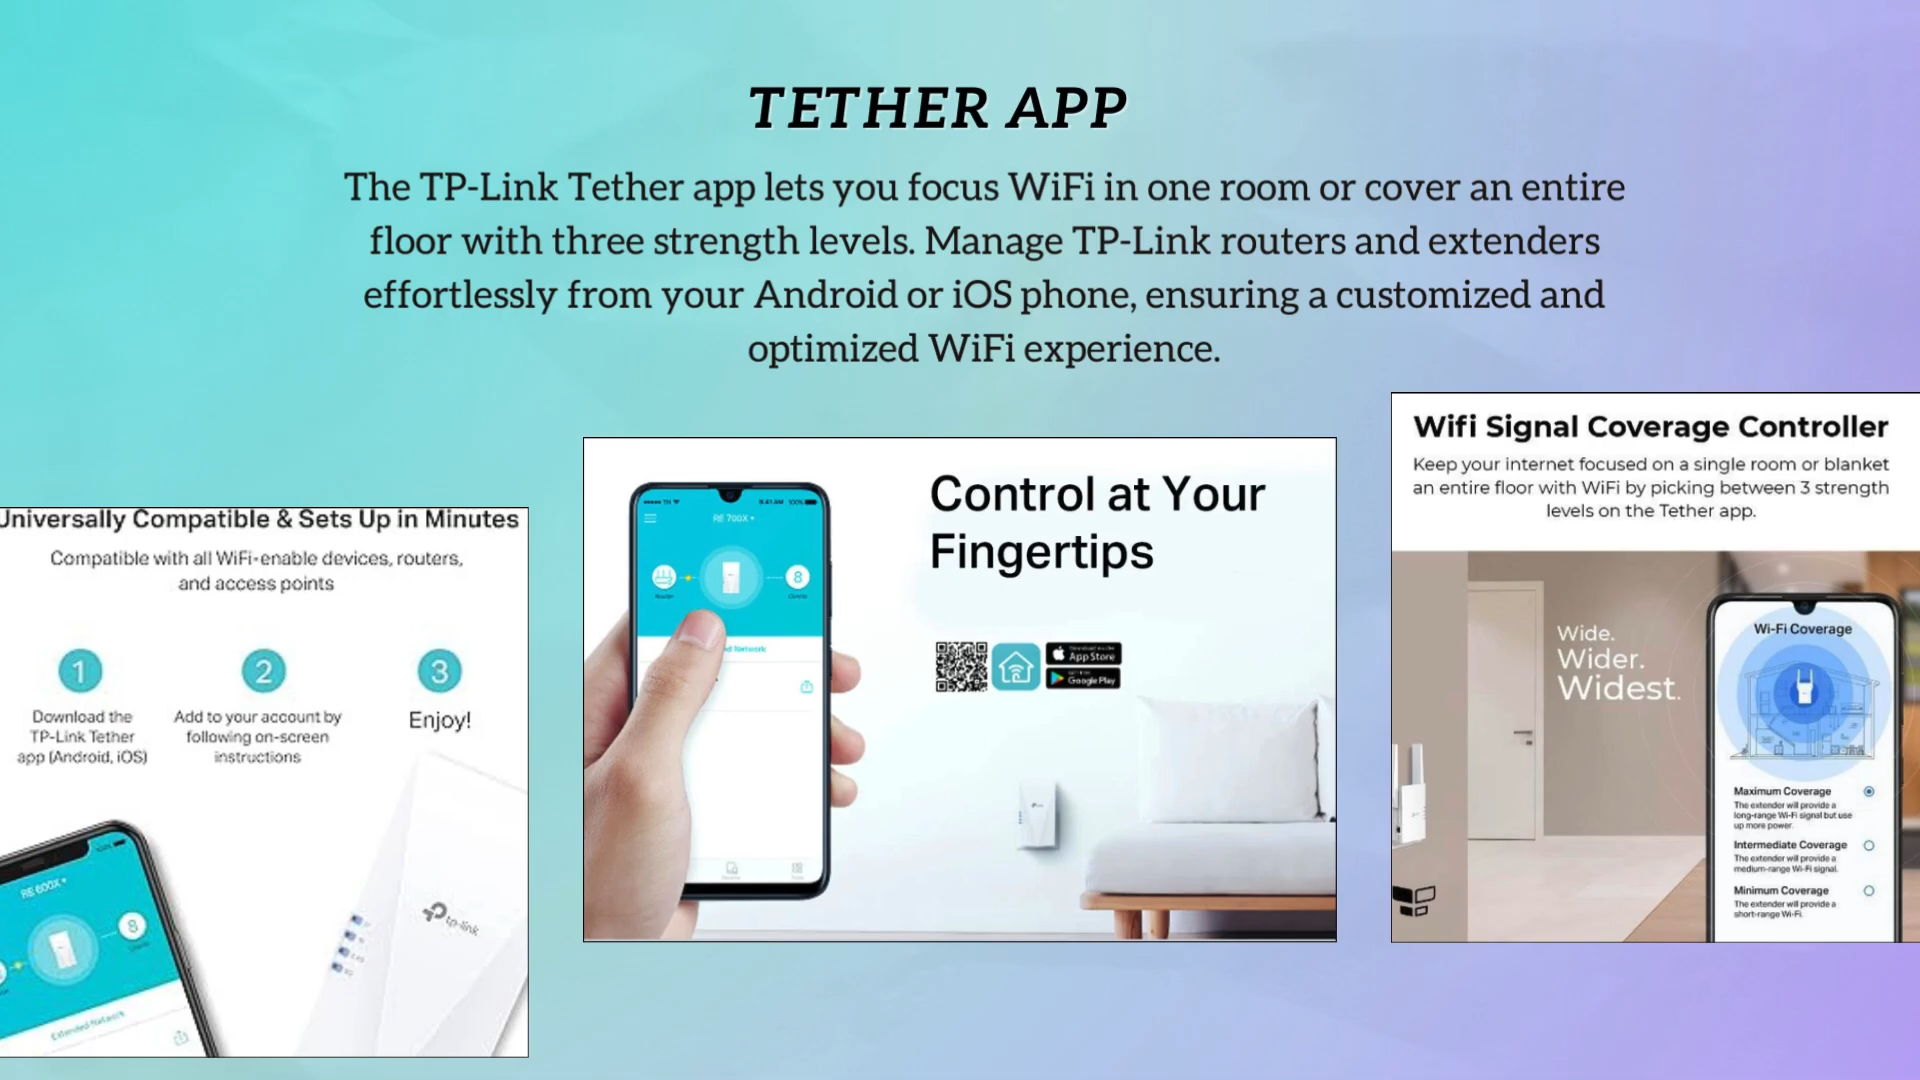 TETHER APP
The TP-Link Tether app lets you focus WiFi in one room or cover an entire
floor with three strength levels. Manage TP-Link routers and extenders
effortlessly from your Android or iOS phone, ensuring a customized and
optimized WiFi experience.
Universally Compatible & Sets Up in Minutes
Compatible with all WiFi-enable devices, routers,
and access points
1
2
3
Download the
TP-Link Tether
app (Android, iOS)
Add to your account by
following on-screen
instructions
Enjoy!
RE 600X
8
Extended Network
tp-link
Control at Your
Fingertips
9:41 AM 100%
RE 700X
8
Router
Clients
d Network
App Store
Google Play
Wifi Signal Coverage Controller
Keep your internet focused on a single room or blanket
an entire floor with WiFi by picking between 3 strength
levels on the Tether app.
Wide.
Wider.
Widest.
Wi-Fi Coverage
Maximum Coverage
The extender will provide a
long-range Wi-Fi signal but use
up more power.
Intermediate Coverage
The extender will provide a
medium-range Wi-Fi signal.
Minimum Coverage
The extender will provide a
short-range Wi-Fi.